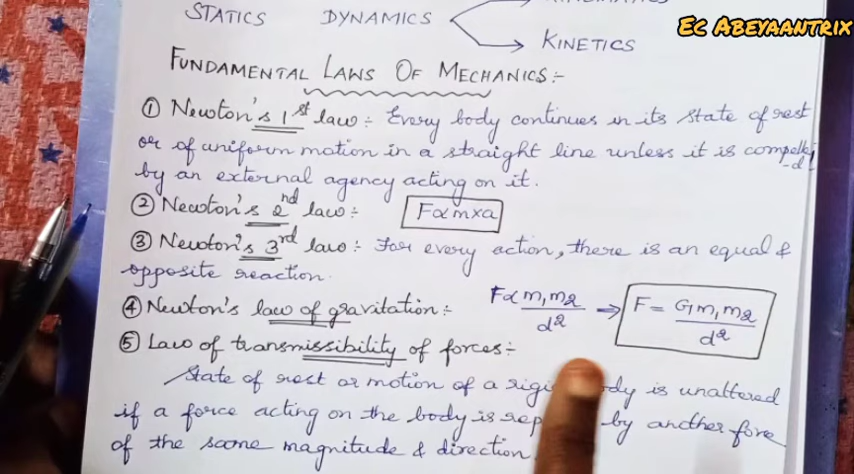 Ec Abeyaantrix
STATICS DYNAMICS
KINETICS
FUNDAMENTAL LAWS OF MECHANICS:-
① Newton's 1st law:- Every body continues in its state of rest
or of uniform motion in a straight line unless it is compelle-d
by an external agency acting on it.
② Newton's 2nd law:- F∝m×a
③ Newton's 3rd law:- For every action, there is an equal &
opposite reaction.
④ Newton's law of gravitation:- F∝ m₁m₂/d² → F = Gm₁m₂/d²
⑤ Law of transmissibility of forces:-
State of rest or motion of a body is unaltered
if a force acting on the body is by another force
of the same magnitude & direction